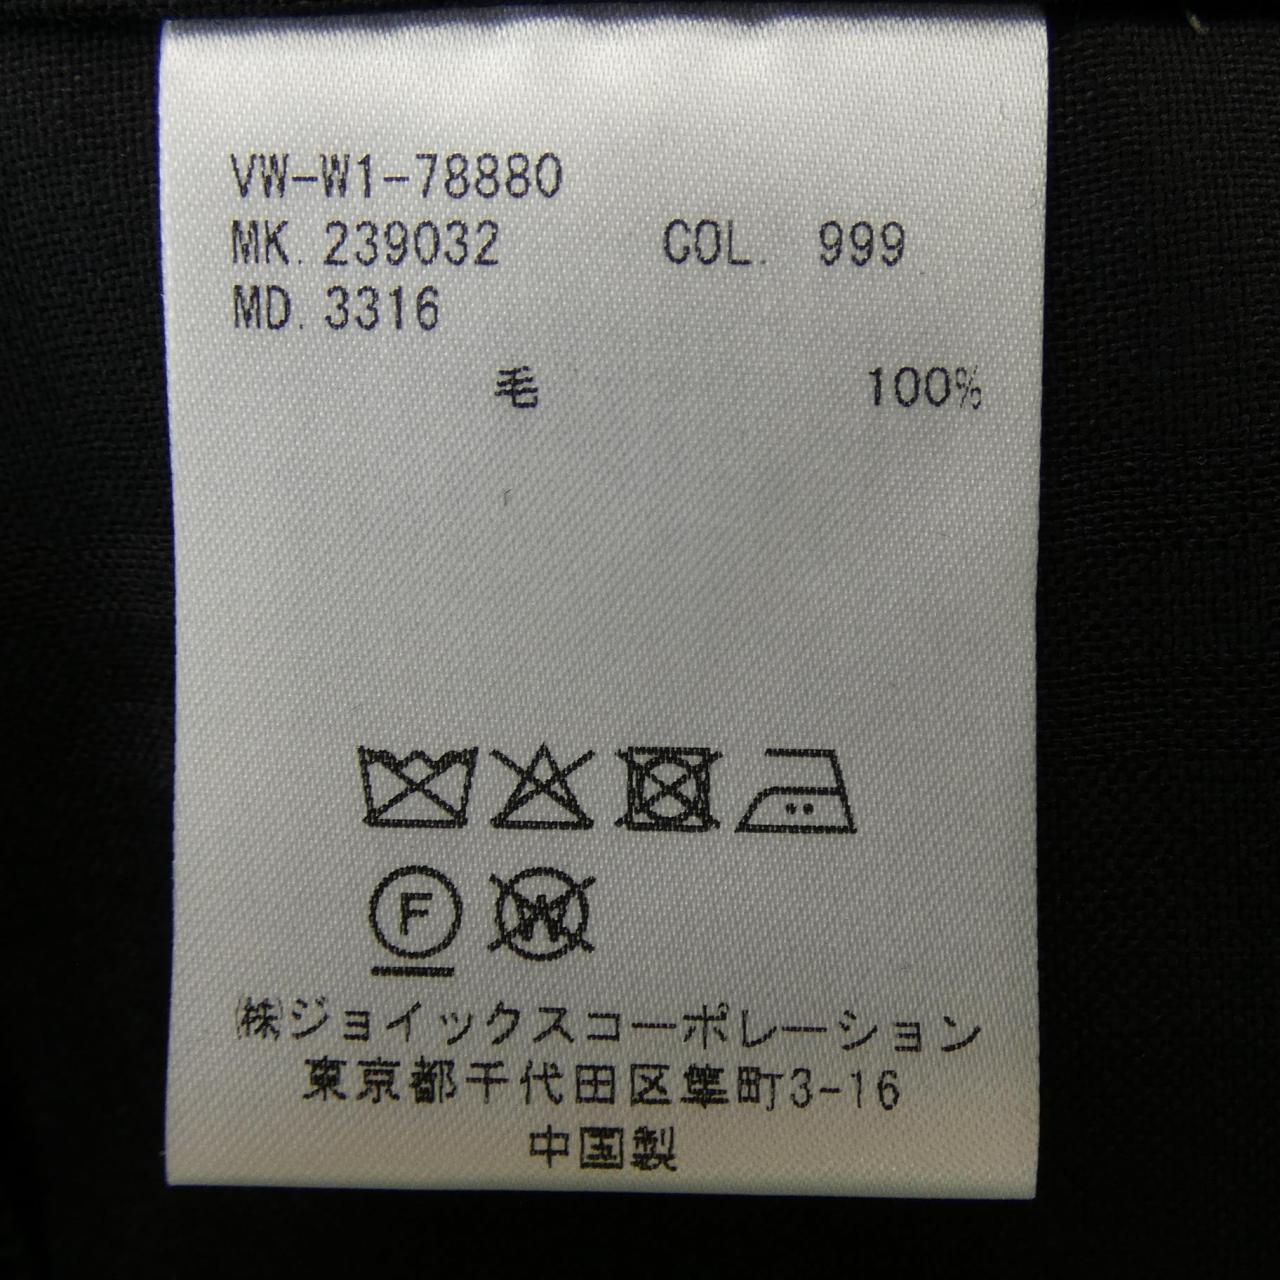 VW-W1-78880
MK.239032 COL. 999
MD.3316
毛 100%
F W
㈱ジョイックスコーポレーション
東京都千代田区隼町3-16
中国製